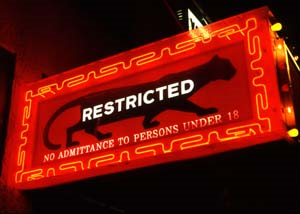 RESTRICTED
NO ADMITTANCE TO PERSONS UNDER 18